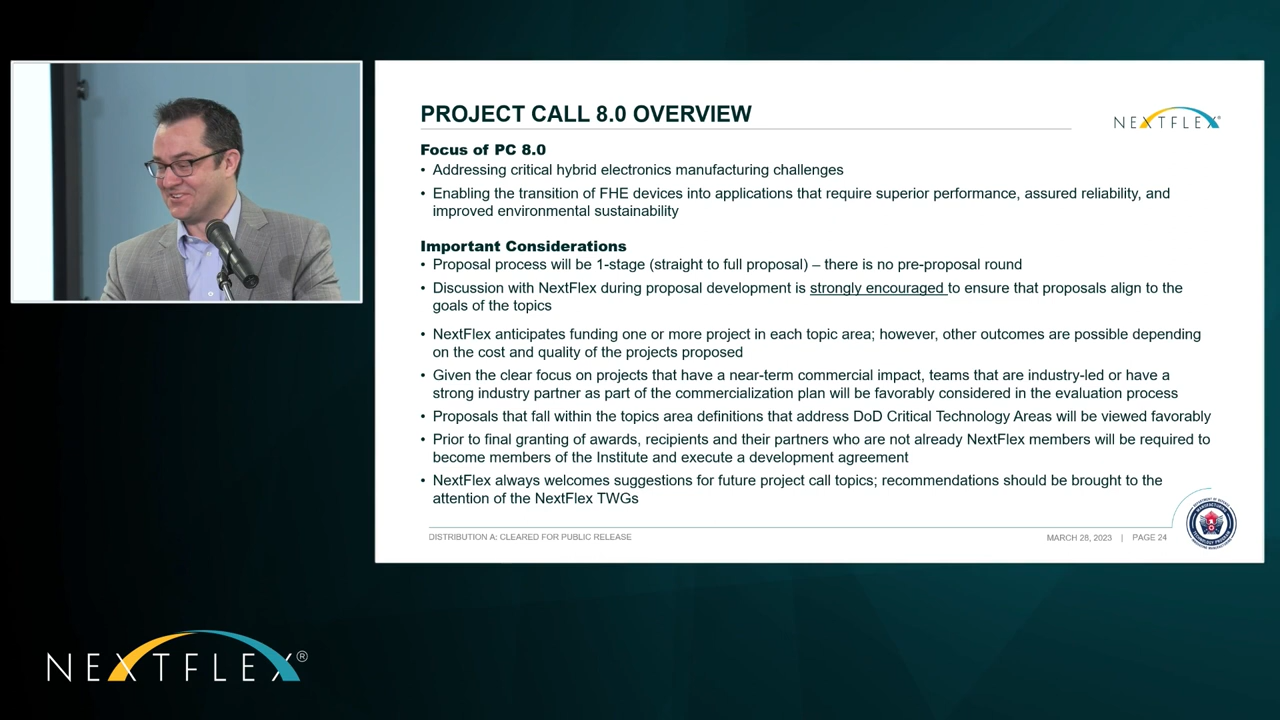 PROJECT CALL 8.0 OVERVIEW
NEXTFLEX®
Focus of PC 8.0
• Addressing critical hybrid electronics manufacturing challenges
• Enabling the transition of FHE devices into applications that require superior performance, assured reliability, and
improved environmental sustainability
Important Considerations
• Proposal process will be 1-stage (straight to full proposal) – there is no pre-proposal round
• Discussion with NextFlex during proposal development is strongly encouraged to ensure that proposals align to the
goals of the topics
• NextFlex anticipates funding one or more project in each topic area; however, other outcomes are possible depending
on the cost and quality of the projects proposed
• Given the clear focus on projects that have a near-term commercial impact, teams that are industry-led or have a
strong industry partner as part of the commercialization plan will be favorably considered in the evaluation process
• Proposals that fall within the topics area definitions that address DoD Critical Technology Areas will be viewed favorably
• Prior to final granting of awards, recipients and their partners who are not already NextFlex members will be required to
become members of the Institute and execute a development agreement
• NextFlex always welcomes suggestions for future project call topics; recommendations should be brought to the
attention of the NextFlex TWGs
DISTRIBUTION A: CLEARED FOR PUBLIC RELEASE
MARCH 28, 2023 | PAGE 24
NEXTFLEX®